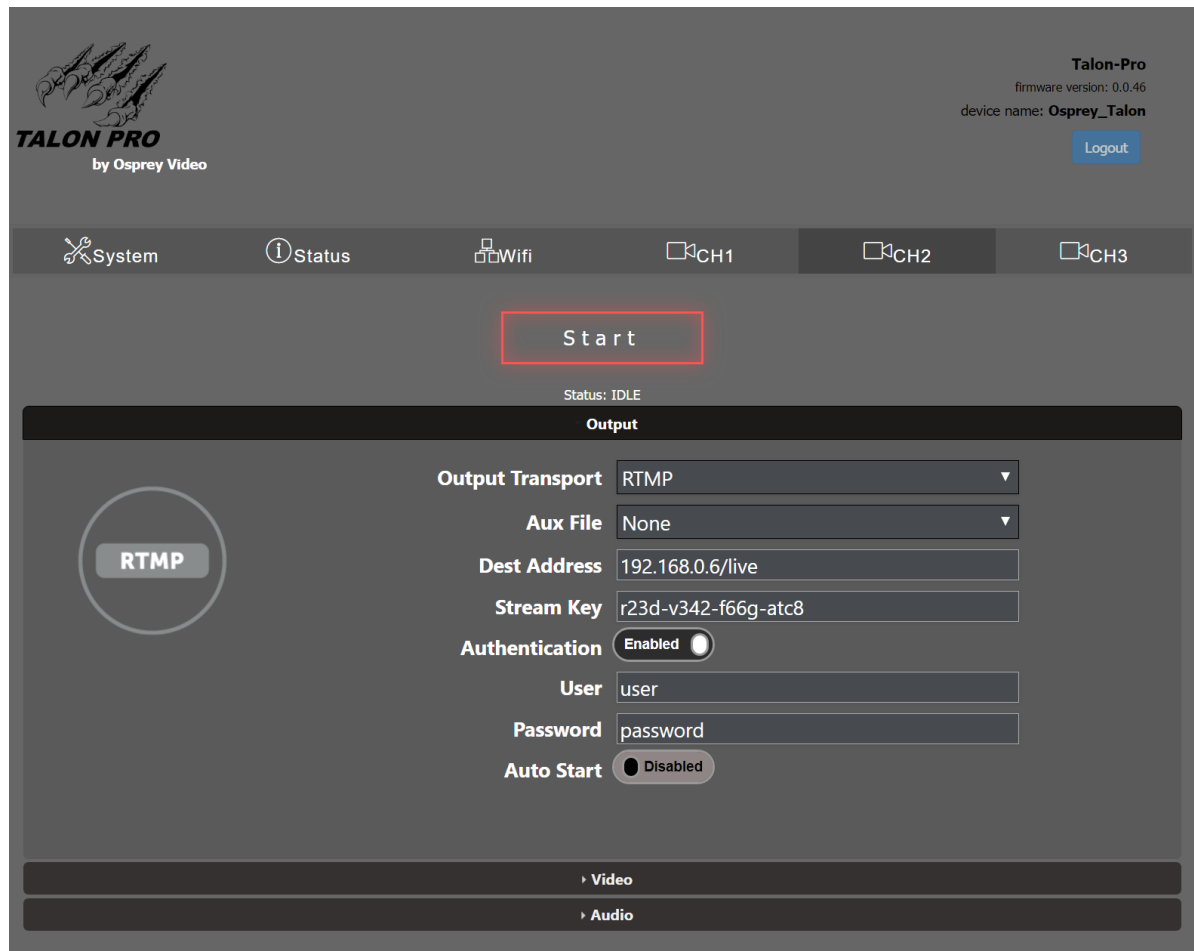 TALON PRO
by Osprey Video
Talon-Pro
firmware version: 0.0.46
device name: Osprey_Talon
Logout
System Status Wifi CH1 CH2 CH3
Start
Status: IDLE
Output
RTMP
Output Transport RTMP
Aux File None
Dest Address 192.168.0.6/live
Stream Key r23d-v342-f66g-atc8
Authentication Enabled
User user
Password password
Auto Start Disabled
Video
Audio